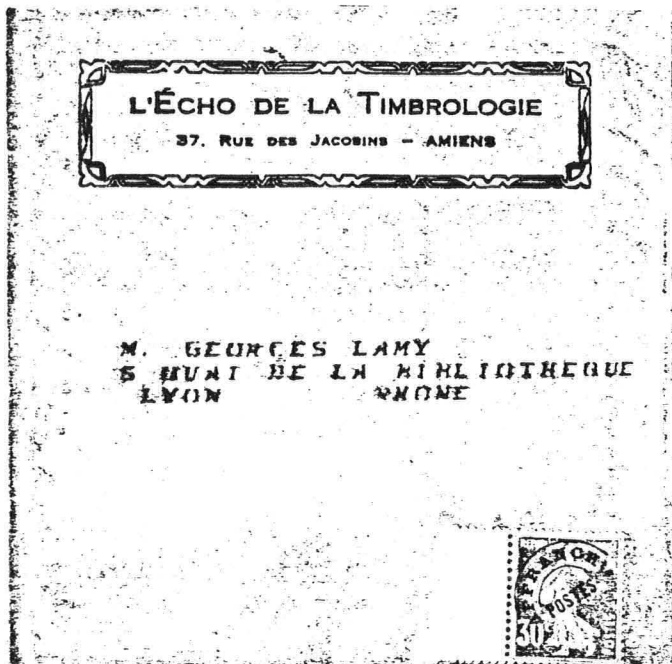 L'ÉCHO DE LA TIMBROLOGIE
37, RUE DES JACOBINS – AMIENS
M. GEORGES LAMY
5 QUAI DE LA BIBLIOTHEQUE
LYON RHONE
POSTES
30